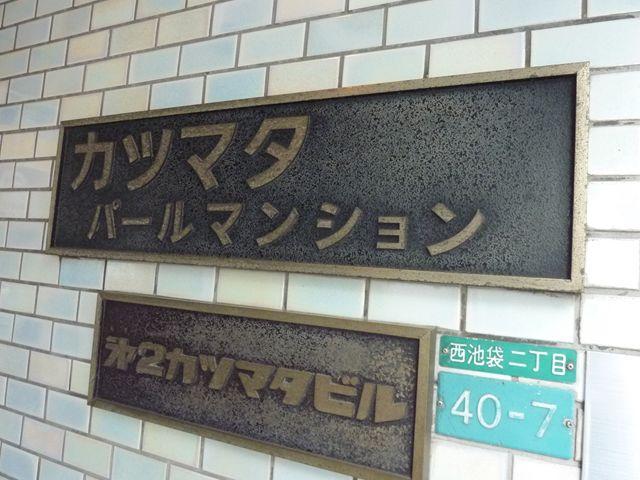 カツマタ
パールマンション
才2カツマタビル
西池袋二丁目
40-7